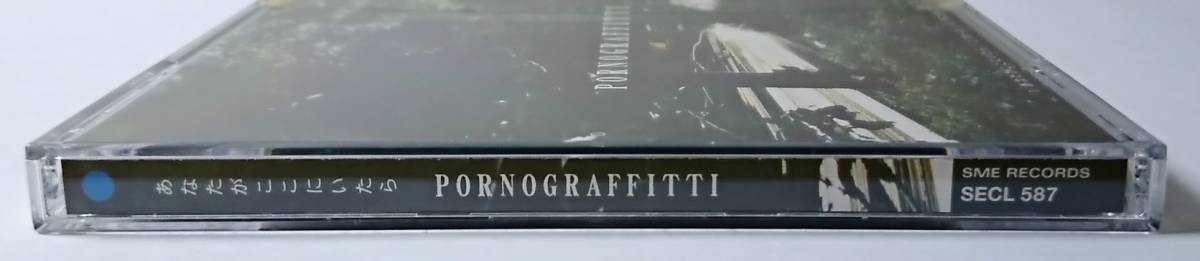 PORNOGRAFFITTI
あなたがここにいたら
PORNOGRAFFITTI
SME RECORDS
SECL 587